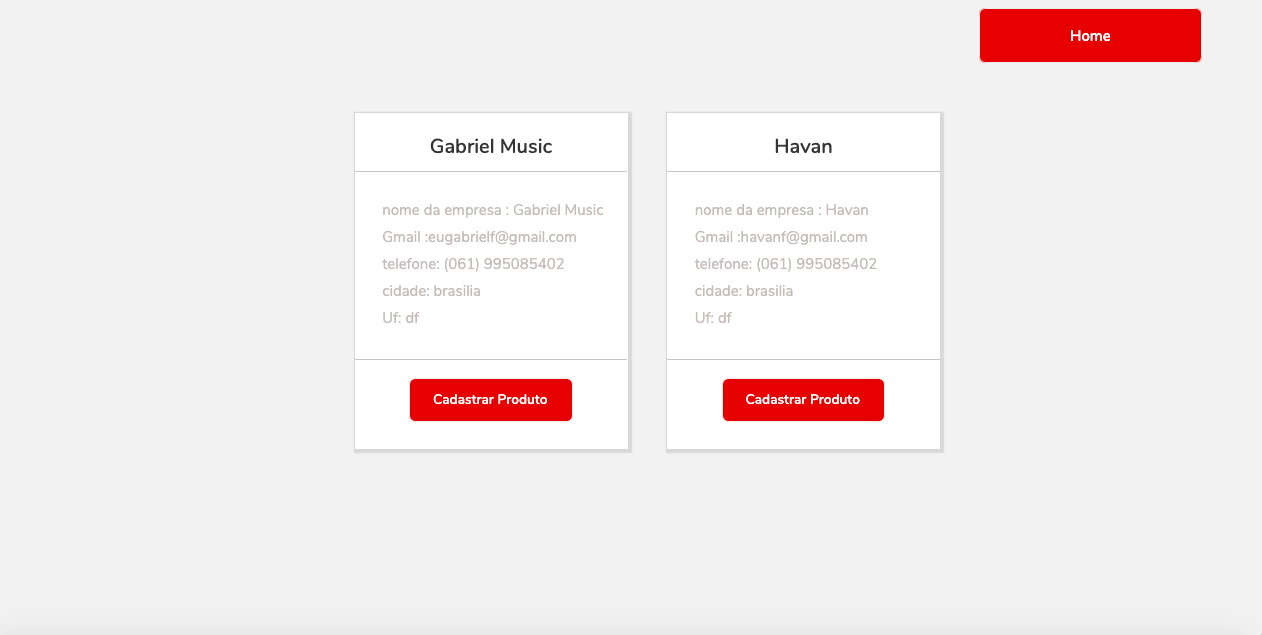 Home
Gabriel Music
nome da empresa : Gabriel Music
Gmail :eugabrielf@gmail.com
telefone: (061) 995085402
cidade: brasilia
Uf: df
Cadastrar Produto
Havan
nome da empresa : Havan
Gmail :havanf@gmail.com
telefone: (061) 995085402
cidade: brasilia
Uf: df
Cadastrar Produto